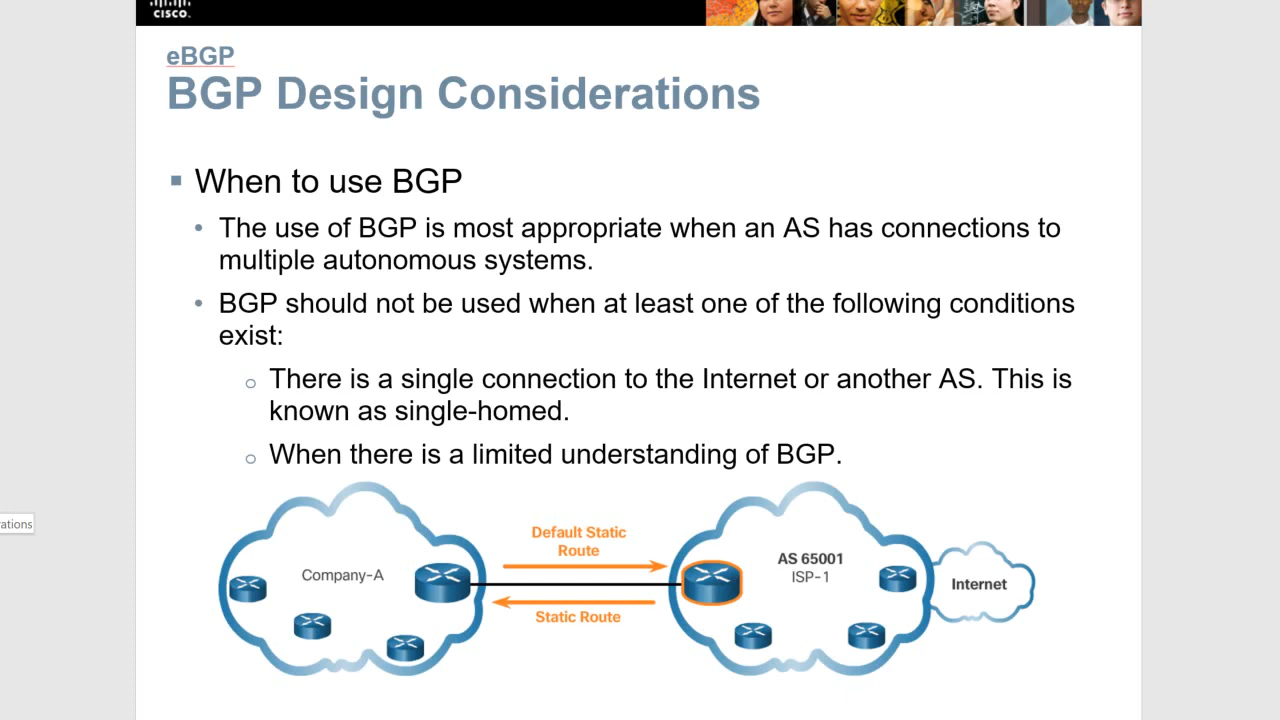 CISCO.
eBGP
BGP Design Considerations
When to use BGP
The use of BGP is most appropriate when an AS has connections to
multiple autonomous systems.
BGP should not be used when at least one of the following conditions
exist:
There is a single connection to the Internet or another AS. This is
known as single-homed.
When there is a limited understanding of BGP.
ations
Default Static
Route
Company-A
AS 65001
ISP-1
Internet
Static Route